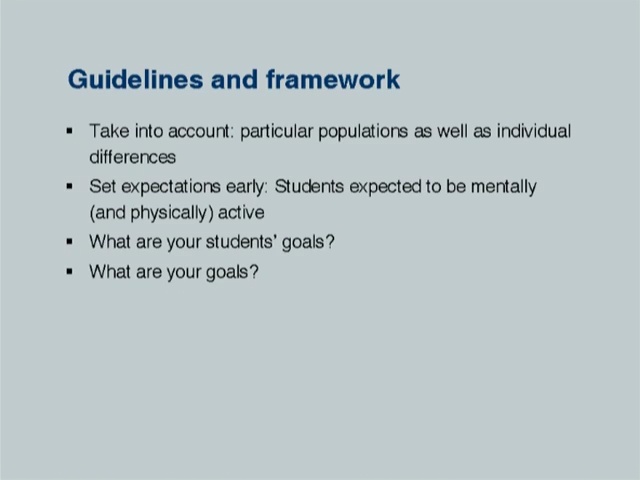 Guidelines and framework
▪ Take into account: particular populations as well as individual
differences
▪ Set expectations early: Students expected to be mentally
(and physically) active
▪ What are your students' goals?
▪ What are your goals?